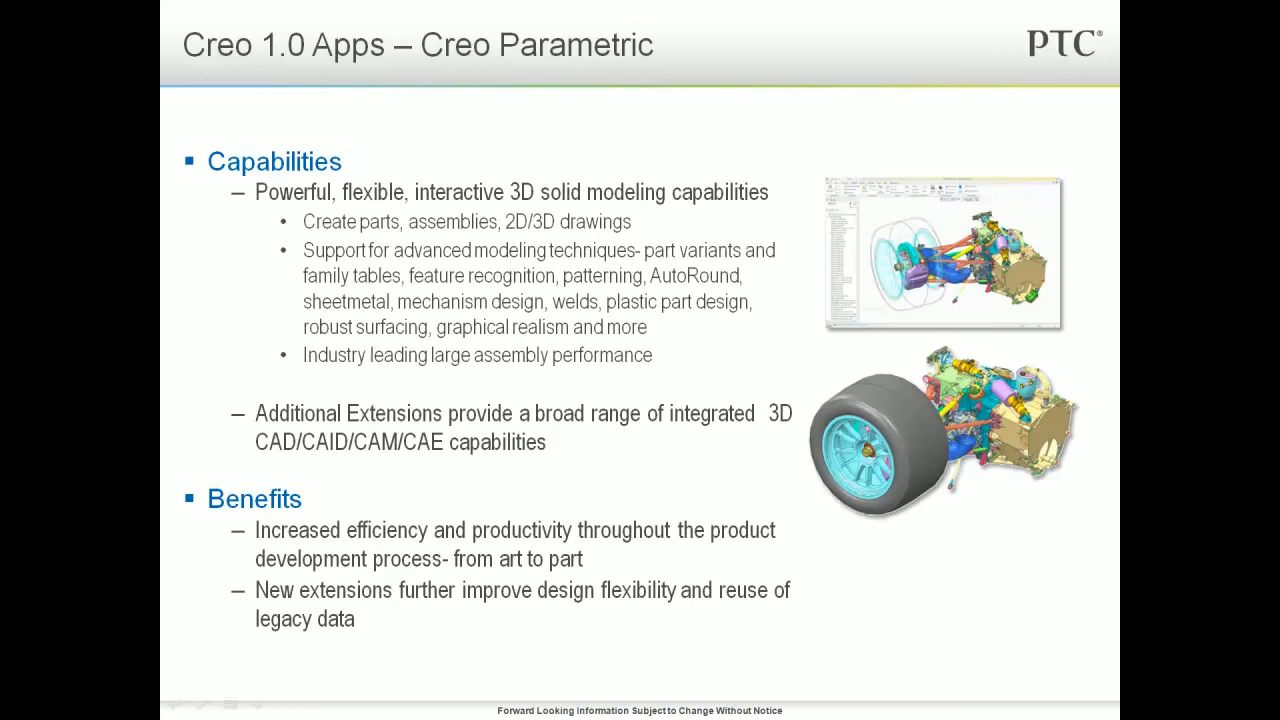 Creo 1.0 Apps – Creo Parametric
PTC®
▪ Capabilities
– Powerful, flexible, interactive 3D solid modeling capabilities
• Create parts, assemblies, 2D/3D drawings
• Support for advanced modeling techniques- part variants and
family tables, feature recognition, patterning, AutoRound,
sheetmetal, mechanism design, welds, plastic part design,
robust surfacing, graphical realism and more
• Industry leading large assembly performance
– Additional Extensions provide a broad range of integrated 3D
CAD/CAID/CAM/CAE capabilities
▪ Benefits
– Increased efficiency and productivity throughout the product
development process- from art to part
– New extensions further improve design flexibility and reuse of
legacy data
Forward Looking Information Subject to Change Without Notice